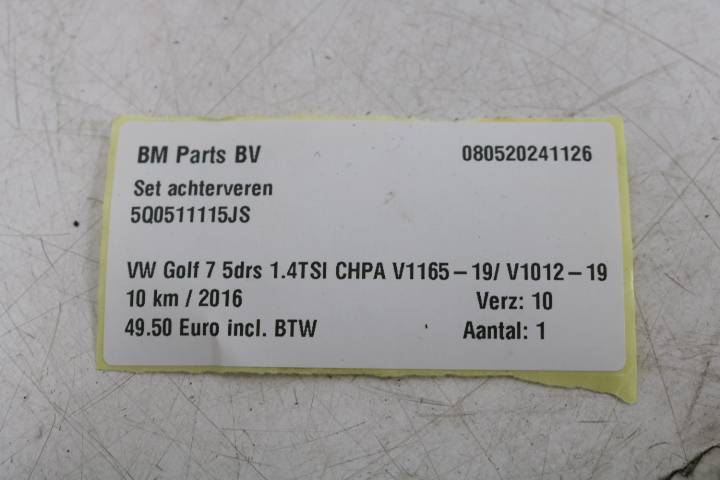 BM Parts BV 080520241126
Set achterveren
5Q0511115JS
VW Golf 7 5drs 1.4TSI CHPA V1165-19/ V1012-19
10 km / 2016 Verz: 10
49.50 Euro incl. BTW Aantal: 1